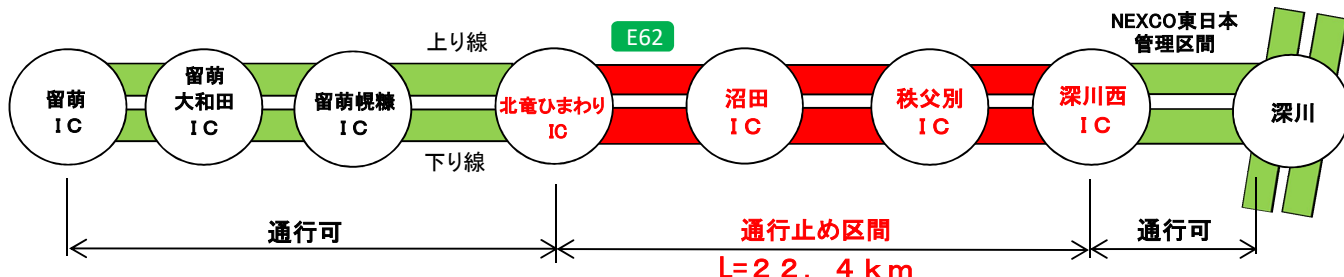 NEXCO東日本
管理区間
E62
上り線
留萌
ＩＣ
留萌
大和田
ＩＣ
留萌幌糠
ＩＣ
北竜ひまわり
IC
沼田
ＩＣ
秩父別
ＩＣ
深川西
ＩＣ
深川
下り線
通行可
通行止め区間
L=２２．４ｋｍ
通行可